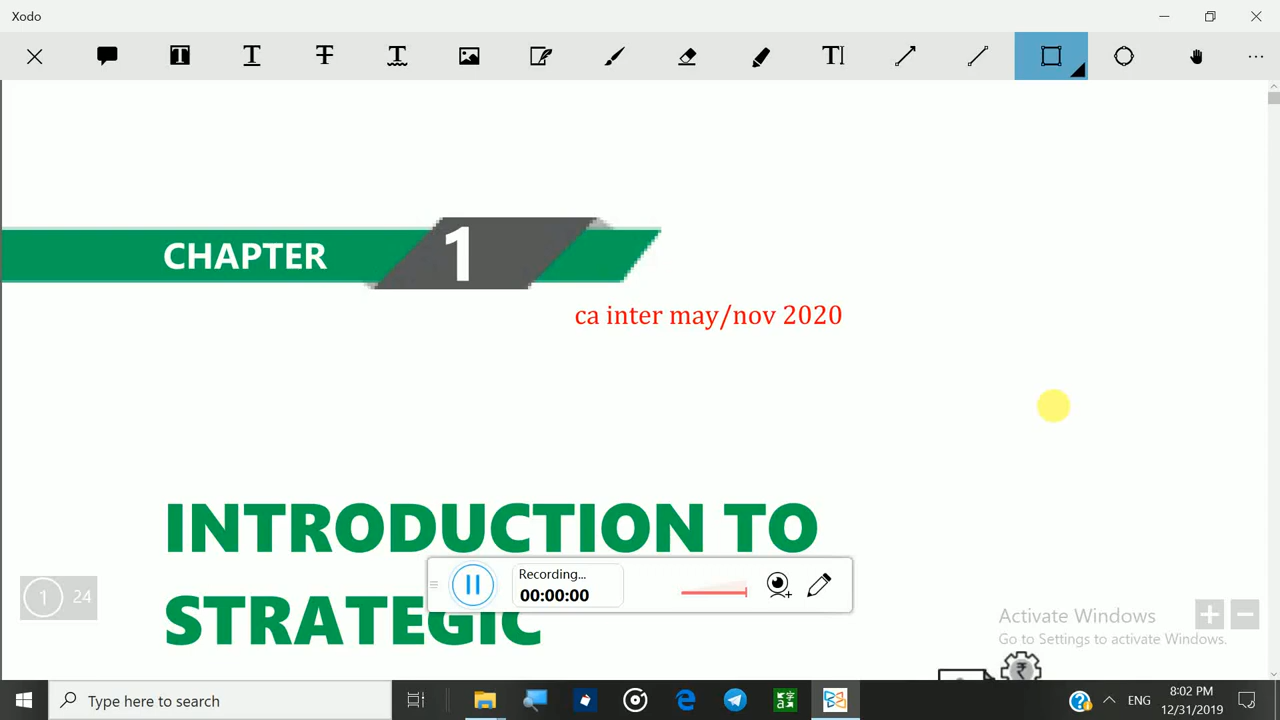 Xodo
CHAPTER 1
ca inter may/nov 2020
INTRODUCTION TO
STRATEGIC
Recording...
00:00:00
1 24
Activate Windows
Go to Settings to activate Windows.
Type here to search
ENG
8:02 PM
12/31/2019